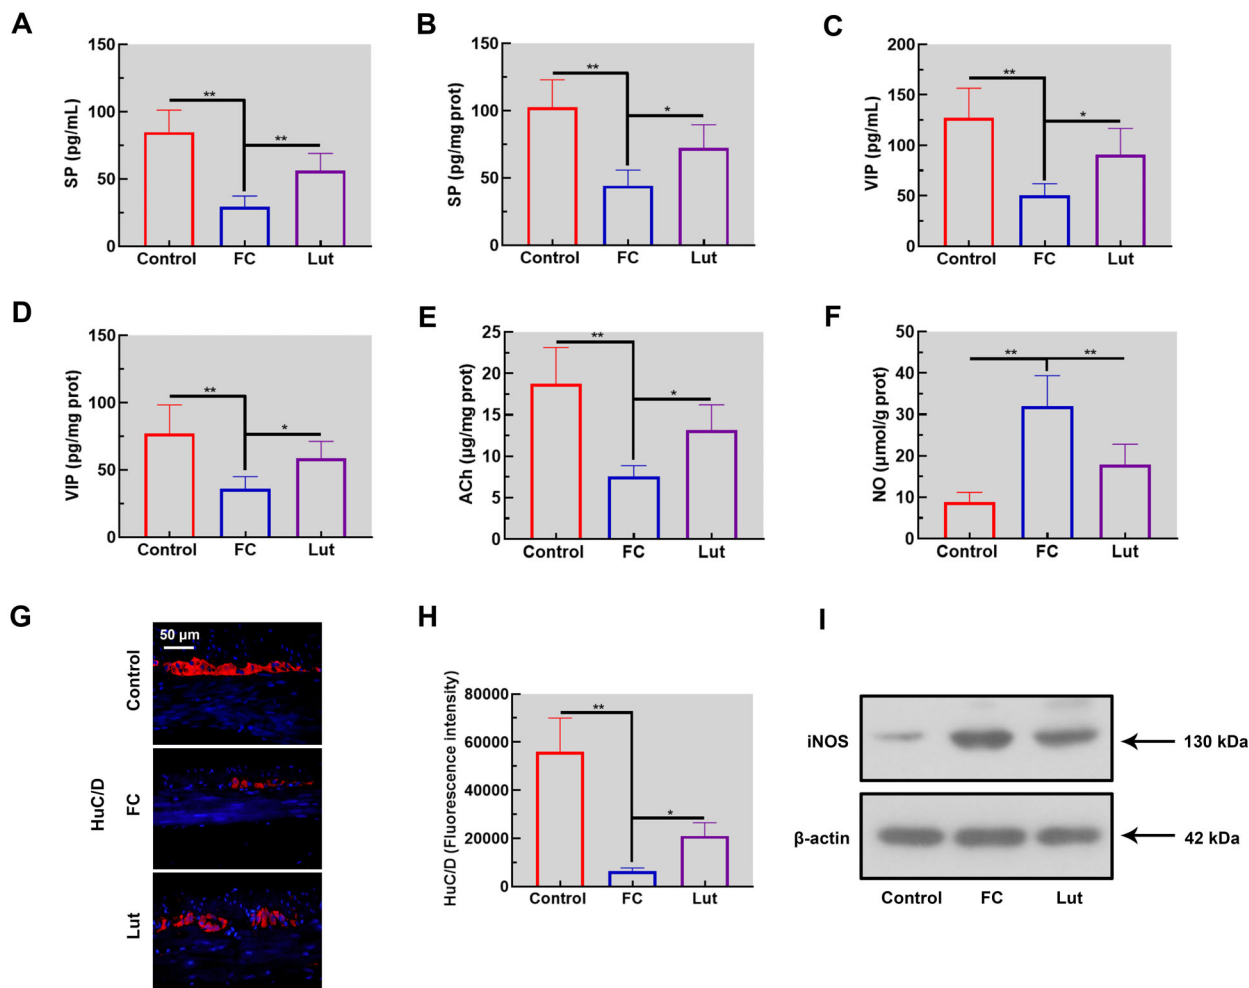 A
SP (pg/mL)
150
100
50
0
**
**
Control FC Lut
B
SP (pg/mg prot)
150
100
50
0
**
*
Control FC Lut
C
VIP (pg/mL)
200
150
100
50
0
**
*
Control FC Lut
D
VIP (pg/mg prot)
150
100
50
0
**
*
Control FC Lut
E
ACh (µg/mg prot)
25
20
15
10
5
0
**
*
Control FC Lut
F
NO (µmol/g prot)
50
40
30
20
10
0
** **
Control FC Lut
G
HuC/D
50 µm
Control
FC
Lut
H
HuC/D (Fluorescence intensity)
80000
60000
40000
20000
0
**
*
Control FC Lut
I
iNOS 130 kDa
β-actin 42 kDa
Control FC Lut